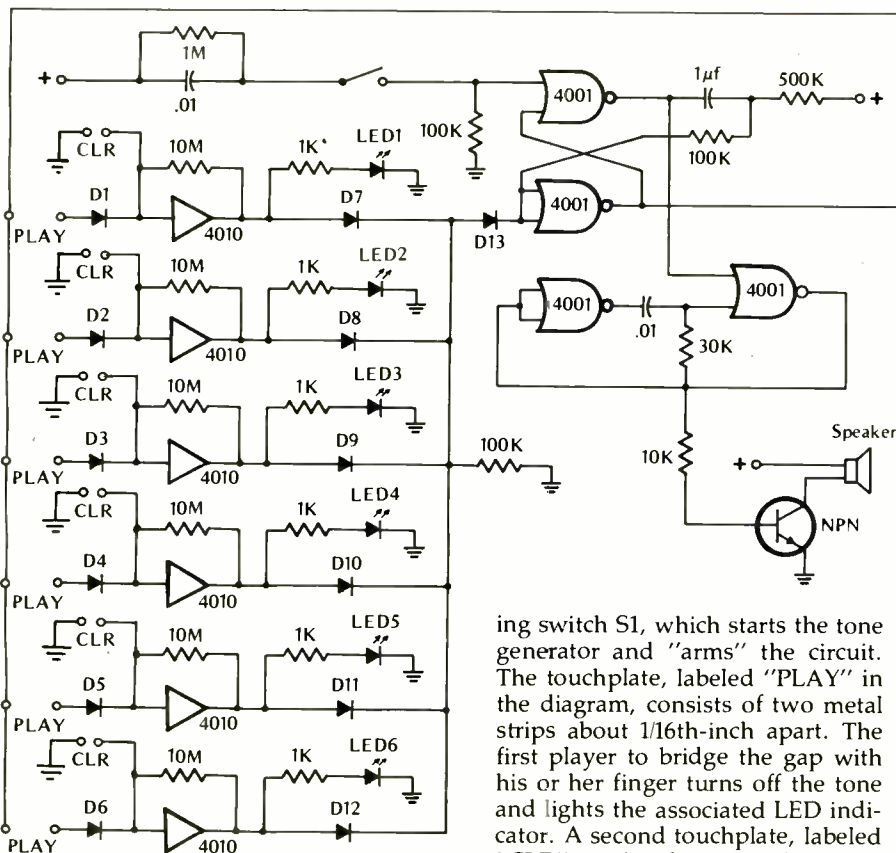 1M
+
.01
4001
1µf
500K
+
100K
100K
CLR
10M
1K
LED1
D1
D7
PLAY
4010
4001
D13
CLR
10M
1K
LED2
D2
D8
PLAY
4010
4001
.01
4001
30K
CLR
10M
1K
LED3
D3
D9
PLAY
4010
100K
10K
Speaker
+
NPN
CLR
10M
1K
LED4
D4
D10
PLAY
4010
CLR
10M
1K
LED5
D5
D11
PLAY
4010
CLR
10M
1K
LED6
D6
D12
PLAY
4010
ing switch S1, which starts the tone
generator and "arms" the circuit.
The touchplate, labeled "PLAY" in
the diagram, consists of two metal
strips about 1/16th-inch apart. The
first player to bridge the gap with
his or her finger turns off the tone
and lights the associated LED indi-
cator. A second touchplate, labeled